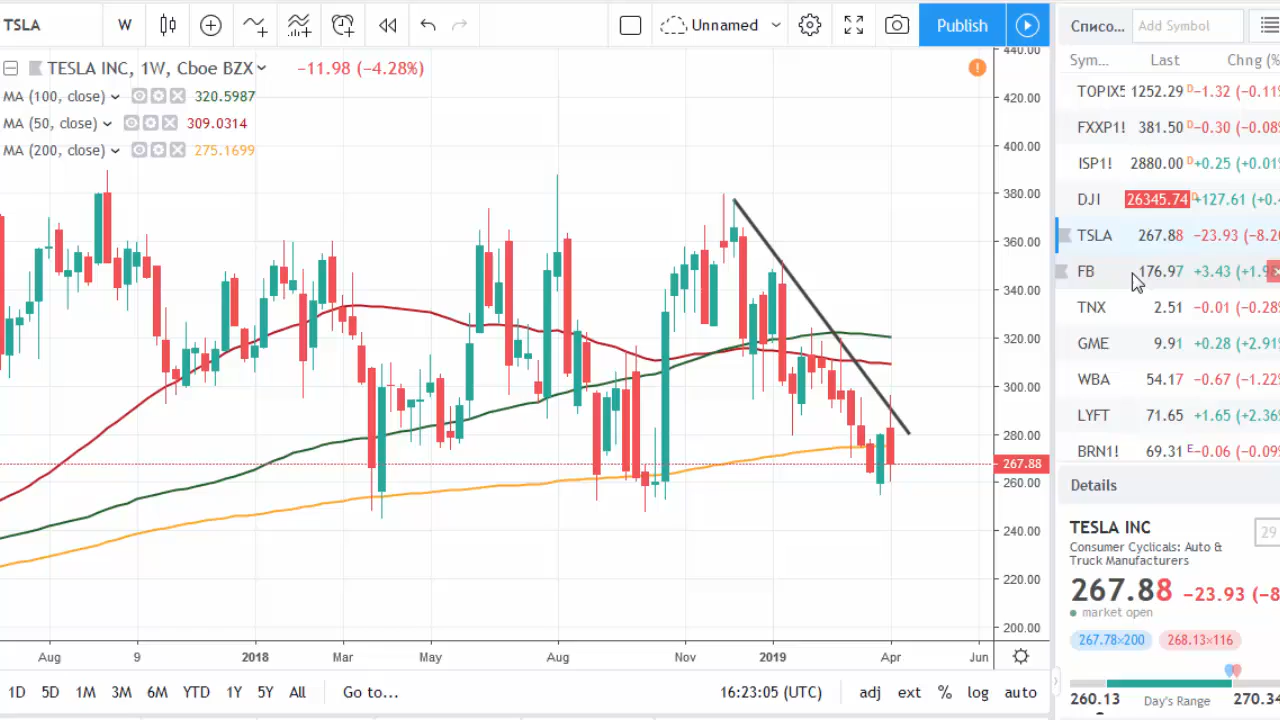 TSLA W Unnamed Publish Списо... Add Symbol
Sym... Last Chng (%
TESLA INC, 1W, Cboe BZX −11.98 (−4.28%)
MA (100, close) 320.5987
MA (50, close) 309.0314
MA (200, close) 275.1699
440.00
420.00
400.00
380.00
360.00
340.00
320.00
300.00
280.00
267.88
260.00
240.00
220.00
200.00
Aug 9 2018 Mar May Aug Nov 2019 Apr Jun
1D 5D 1M 3M 6M YTD 1Y 5Y All Go to... 16:23:05 (UTC) adj ext % log auto
TOPIX5 1252.29 D −1.32 (−0.11%
FXXP1! 381.50 D −0.30 (−0.08%
ISP1! 2880.00 D +0.25 (+0.01%
DJI 26345.74 D +127.61 (+0.4
TSLA 267.88 −23.93 (−8.20
FB 176.97 +3.43 (+1.98
TNX 2.51 −0.01 (−0.28%
GME 9.91 +0.28 (+2.91%
WBA 54.17 −0.67 (−1.22%
LYFT 71.65 +1.65 (+2.36%
BRN1! 69.31 E −0.06 (−0.09%
Details
TESLA INC 29
Consumer Cyclicals: Auto &
Truck Manufacturers
267.88 −23.93 (−8
market open
267.78×200 268.13×116
260.13 Day's Range 270.34